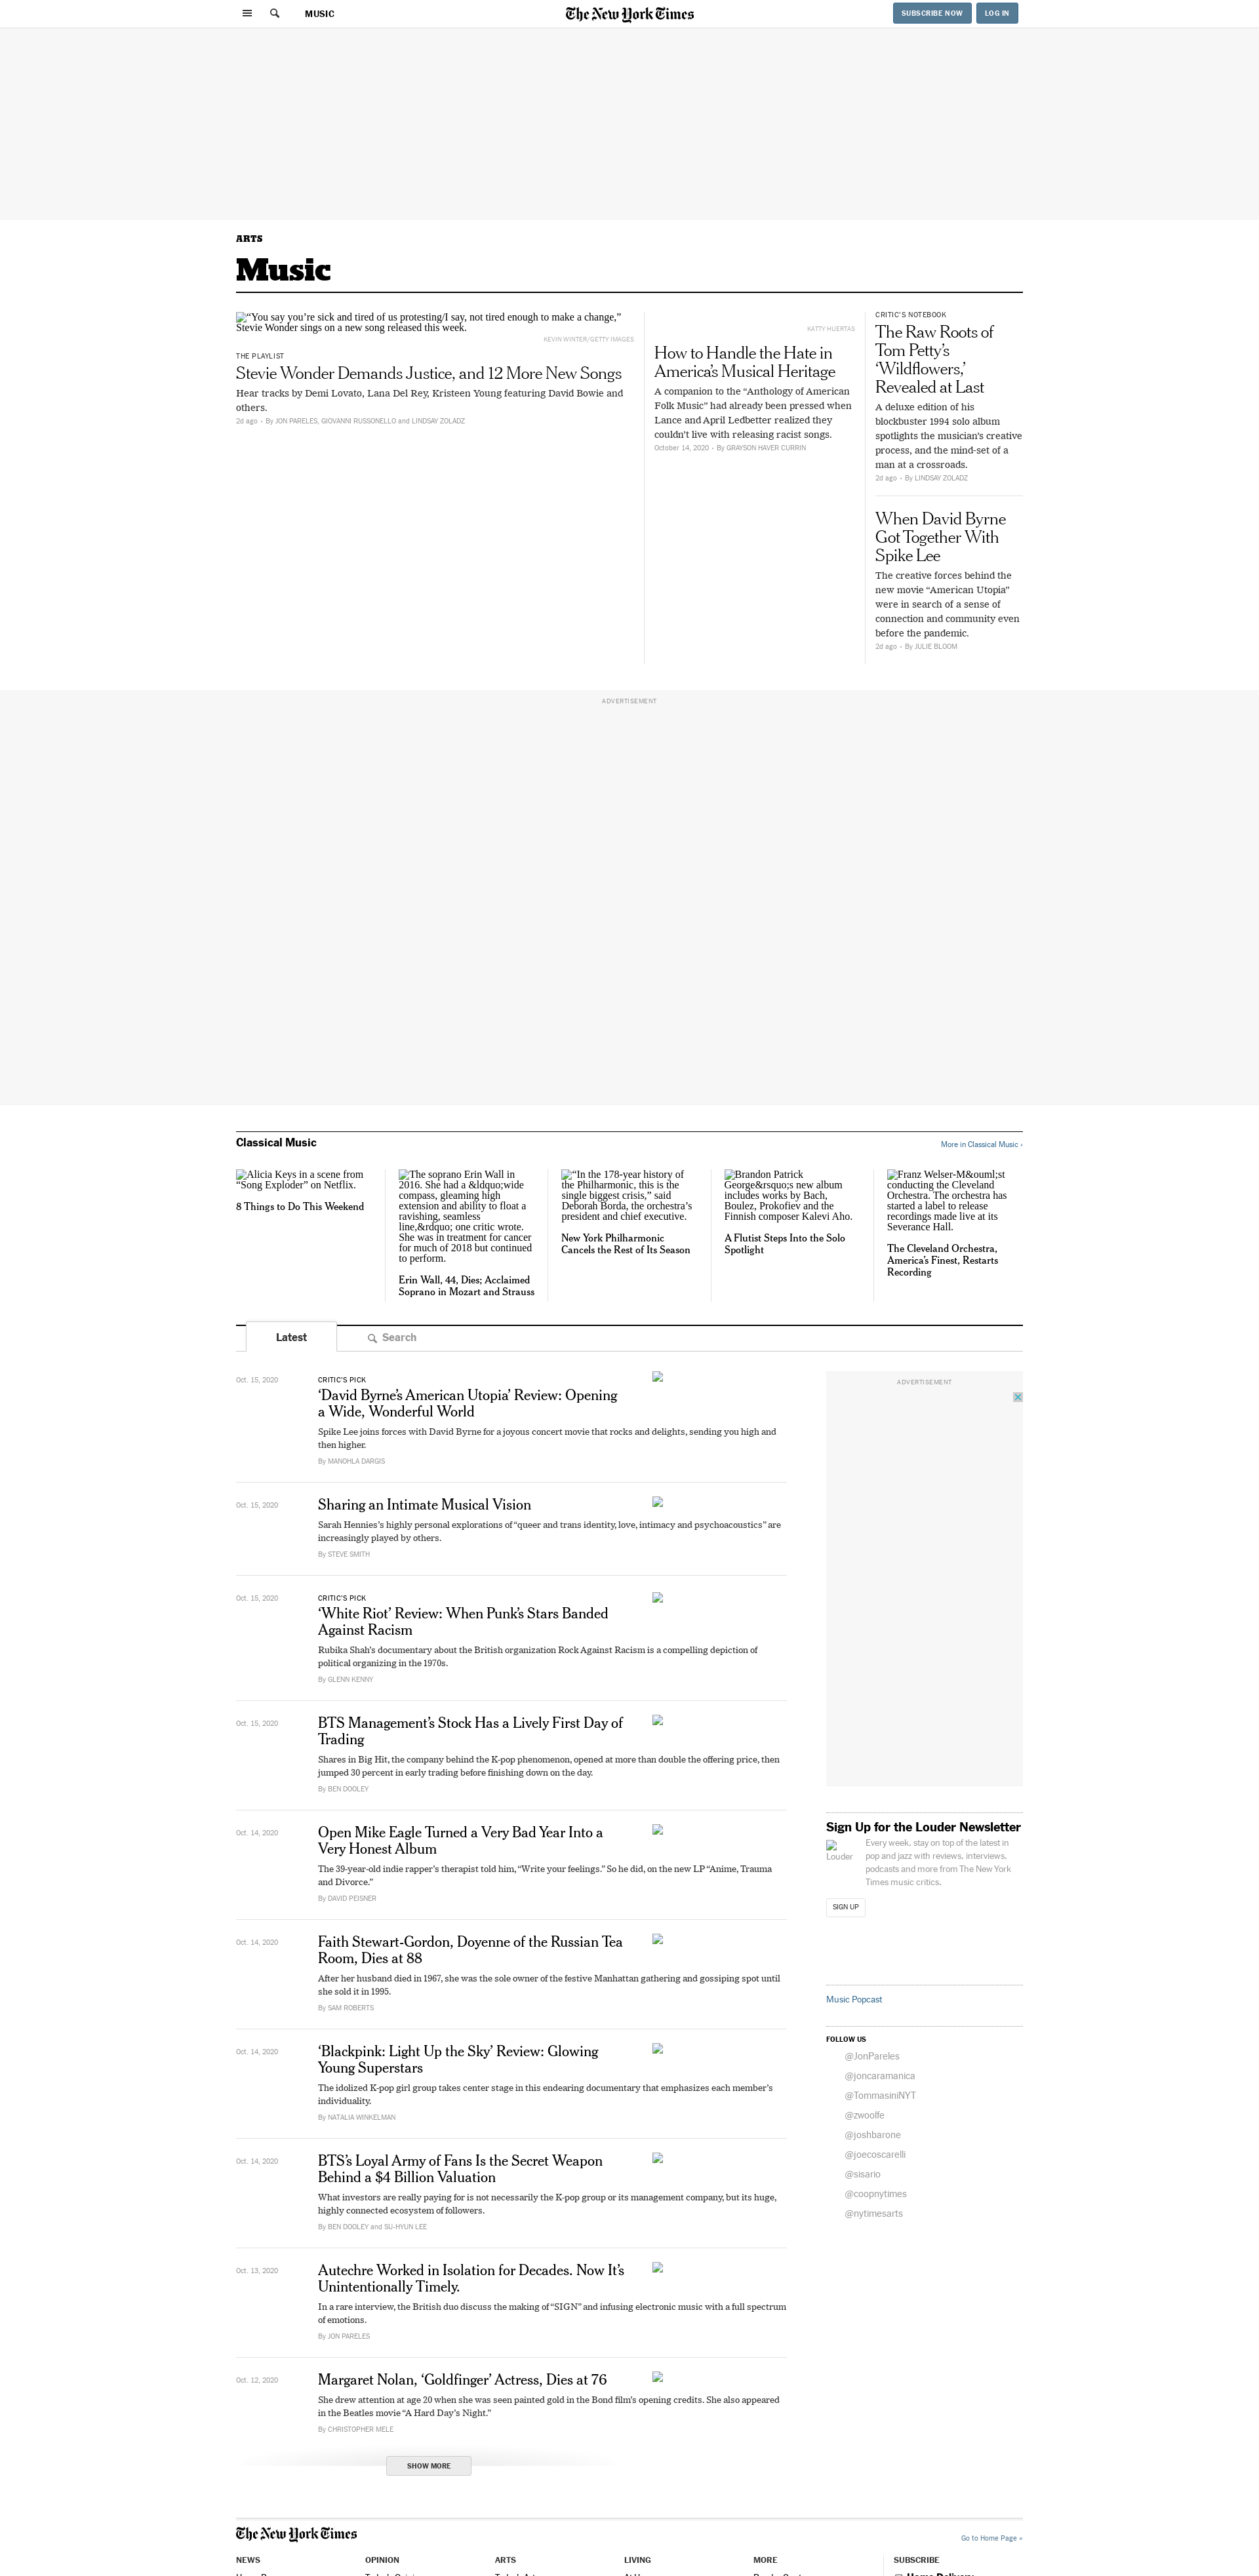 MUSIC
The New York Times
SUBSCRIBE NOW
LOG IN
ARTS
Music
“You say you’re sick and tired of us protesting/I say, not tired enough to make a change,”
Stevie Wonder sings on a new song released this week.
KEVIN WINTER/GETTY IMAGES
THE PLAYLIST
Stevie Wonder Demands Justice, and 12 More New Songs
Hear tracks by Demi Lovato, Lana Del Rey, Kristeen Young featuring David Bowie and
others.
2d ago • By JON PARELES, GIOVANNI RUSSONELLO and LINDSAY ZOLADZ
KATTY HUERTAS
How to Handle the Hate in
America’s Musical Heritage
A companion to the “Anthology of American
Folk Music” had already been pressed when
Lance and April Ledbetter realized they
couldn’t live with releasing racist songs.
October 14, 2020 • By GRAYSON HAVER CURRIN
CRITIC’S NOTEBOOK
The Raw Roots of
Tom Petty’s
‘Wildflowers,’
Revealed at Last
A deluxe edition of his
blockbuster 1994 solo album
spotlights the musician’s creative
process, and the mind-set of a
man at a crossroads.
2d ago • By LINDSAY ZOLADZ
When David Byrne
Got Together With
Spike Lee
The creative forces behind the
new movie “American Utopia”
were in search of a sense of
connection and community even
before the pandemic.
2d ago • By JULIE BLOOM
ADVERTISEMENT
Classical Music
More in Classical Music ›
Alicia Keys in a scene from
“Song Exploder” on Netflix.
8 Things to Do This Weekend
The soprano Erin Wall in
2016. She had a &ldquo;wide
compass, gleaming high
extension and ability to float a
ravishing, seamless
line,&rdquo; one critic wrote.
She was in treatment for cancer
for much of 2018 but continued
to perform.
Erin Wall, 44, Dies; Acclaimed
Soprano in Mozart and Strauss
“In the 178-year history of
the Philharmonic, this is the
single biggest crisis,” said
Deborah Borda, the orchestra’s
president and chief executive.
New York Philharmonic
Cancels the Rest of Its Season
Brandon Patrick
George&rsquo;s new album
includes works by Bach,
Boulez, Prokofiev and the
Finnish composer Kalevi Aho.
A Flutist Steps Into the Solo
Spotlight
Franz Welser-M&ouml;st
conducting the Cleveland
Orchestra. The orchestra has
started a label to release
recordings made live at its
Severance Hall.
The Cleveland Orchestra,
America’s Finest, Restarts
Recording
Latest
Search
Oct. 15, 2020
CRITIC’S PICK
‘David Byrne’s American Utopia’ Review: Opening
a Wide, Wonderful World
Spike Lee joins forces with David Byrne for a joyous concert movie that rocks and delights, sending you high and
then higher.
By MANOHLA DARGIS
Oct. 15, 2020
Sharing an Intimate Musical Vision
Sarah Hennies’s highly personal explorations of “queer and trans identity, love, intimacy and psychoacoustics” are
increasingly played by others.
By STEVE SMITH
Oct. 15, 2020
CRITIC’S PICK
‘White Riot’ Review: When Punk’s Stars Banded
Against Racism
Rubika Shah’s documentary about the British organization Rock Against Racism is a compelling depiction of
political organizing in the 1970s.
By GLENN KENNY
Oct. 15, 2020
BTS Management’s Stock Has a Lively First Day of
Trading
Shares in Big Hit, the company behind the K-pop phenomenon, opened at more than double the offering price, then
jumped 30 percent in early trading before finishing down on the day.
By BEN DOOLEY
Oct. 14, 2020
Open Mike Eagle Turned a Very Bad Year Into a
Very Honest Album
The 39-year-old indie rapper’s therapist told him, “Write your feelings.” So he did, on the new LP “Anime, Trauma
and Divorce.”
By DAVID PEISNER
Oct. 14, 2020
Faith Stewart-Gordon, Doyenne of the Russian Tea
Room, Dies at 88
After her husband died in 1967, she was the sole owner of the festive Manhattan gathering and gossiping spot until
she sold it in 1995.
By SAM ROBERTS
Oct. 14, 2020
‘Blackpink: Light Up the Sky’ Review: Glowing
Young Superstars
The idolized K-pop girl group takes center stage in this endearing documentary that emphasizes each member’s
individuality.
By NATALIA WINKELMAN
Oct. 14, 2020
BTS’s Loyal Army of Fans Is the Secret Weapon
Behind a $4 Billion Valuation
What investors are really paying for is not necessarily the K-pop group or its management company, but its huge,
highly connected ecosystem of followers.
By BEN DOOLEY and SU-HYUN LEE
Oct. 13, 2020
Autechre Worked in Isolation for Decades. Now It’s
Unintentionally Timely.
In a rare interview, the British duo discuss the making of “SIGN” and infusing electronic music with a full spectrum
of emotions.
By JON PARELES
Oct. 12, 2020
Margaret Nolan, ‘Goldfinger’ Actress, Dies at 76
She drew attention at age 20 when she was seen painted gold in the Bond film’s opening credits. She also appeared
in the Beatles movie “A Hard Day’s Night.”
By CHRISTOPHER MELE
SHOW MORE
ADVERTISEMENT
Sign Up for the Louder Newsletter
Louder
Every week, stay on top of the latest in
pop and jazz with reviews, interviews,
podcasts and more from The New York
Times music critics.
SIGN UP
Music Popcast
FOLLOW US
@JonPareles
@joncaramanica
@TommasiniNYT
@zwoolfe
@joshbarone
@joecoscarelli
@sisario
@coopnytimes
@nytimesarts
The New York Times
Go to Home Page »
NEWS
OPINION
ARTS
LIVING
MORE
SUBSCRIBE